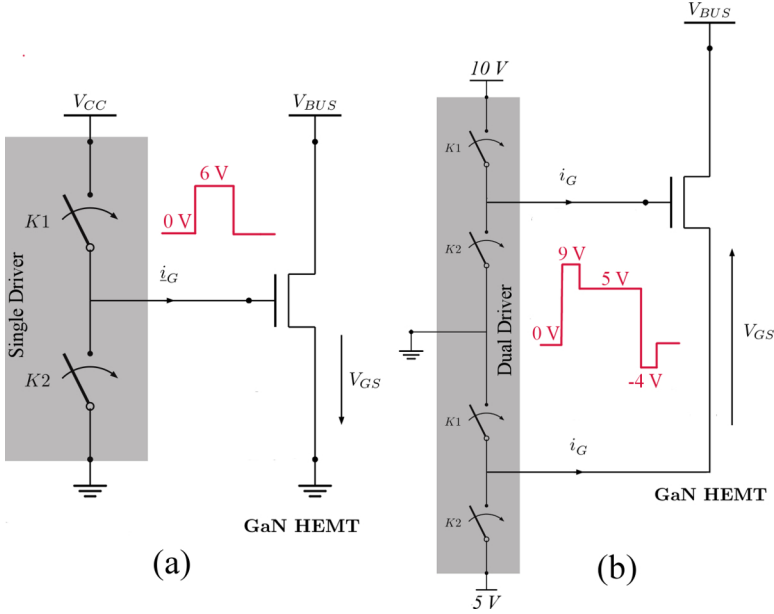 V_CC
V_BUS
6 V
0 V
K1
i_G
Single Driver
K2
V_GS
GaN HEMT
(a)
V_BUS
10 V
K1
i_G
K2
9 V
5 V
0 V
Dual Driver
-4 V
V_GS
K1
i_G
GaN HEMT
K2
5 V
(b)